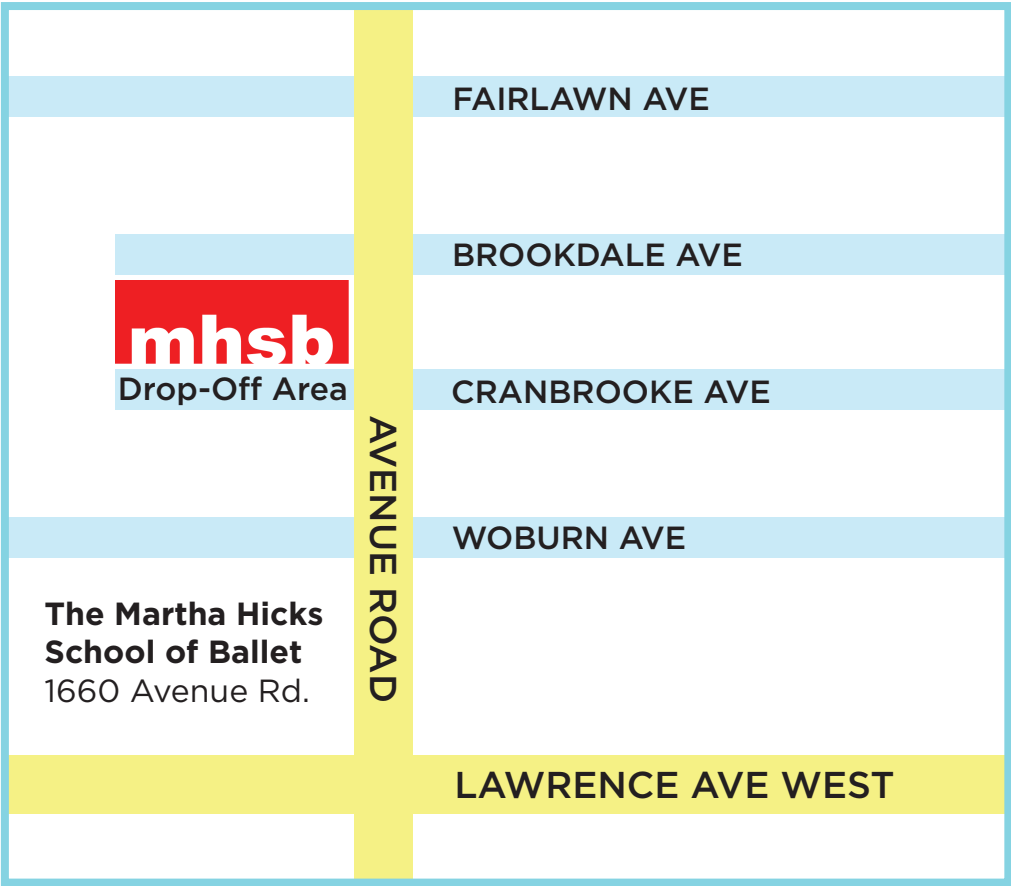 FAIRLAWN AVE
BROOKDALE AVE
mhsb
Drop-Off Area
CRANBROOKE AVE
AVENUE ROAD
WOBURN AVE
The Martha Hicks
School of Ballet
1660 Avenue Rd.
LAWRENCE AVE WEST